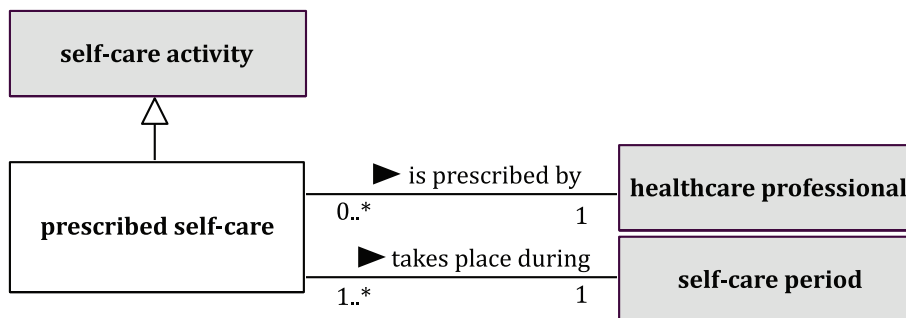 self-care activity
is prescribed by
healthcare professional
0..*
1
prescribed self-care
takes place during
self-care period
1..*
1